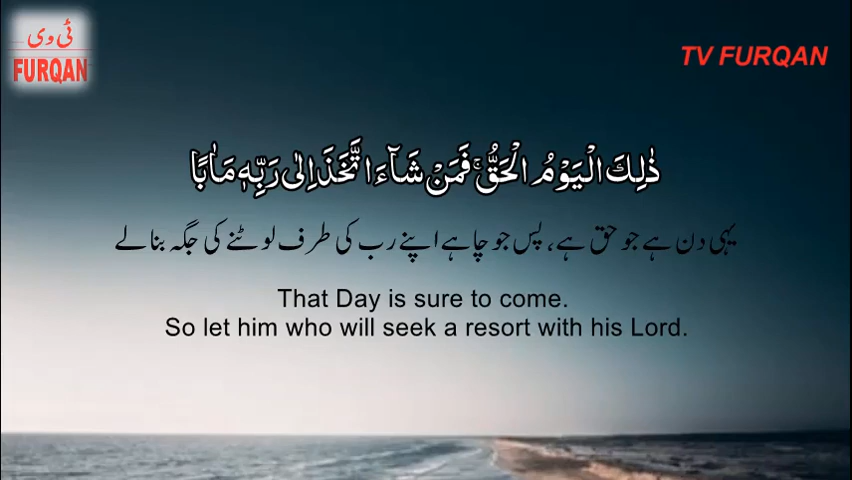 ٹی وی
FURQAN
TV FURQAN
ذٰلِكَ الْيَوْمُ الْحَقُّ ۚ فَمَنْ شَآءَ اتَّخَذَ اِلٰى رَبِّهٖ مَاٰبًا
یہی دن ہے جو حق ہے، پس جو چاہے اپنے رب کی طرف لوٹنے کی جگہ بنالے
That Day is sure to come.
So let him who will seek a resort with his Lord.